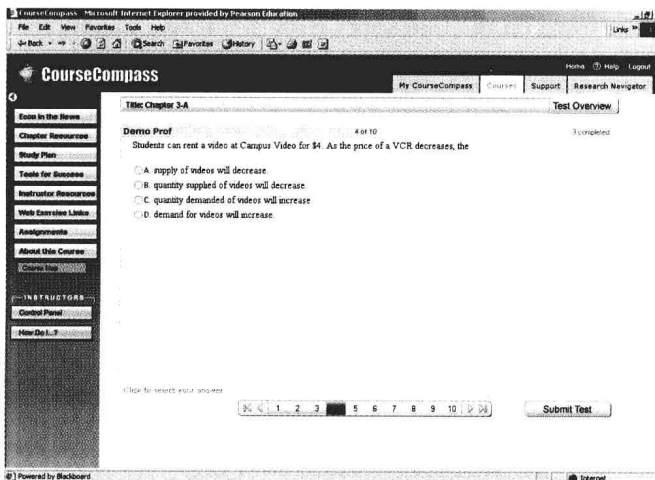 CourseCompass - Microsoft Internet Explorer provided by Pearson Education
File Edit View Favorites Tools Help
Links »
Back Search Favorites History
Home Help Logout
CourseCompass
My CourseCompass Courses Support Research Navigator
Title: Chapter 3-A Test Overview
Demo Prof 4 of 10 3 completed
Students can rent a video at Campus Video for $4. As the price of a VCR decreases, the
A. supply of videos will decrease.
B. quantity supplied of videos will decrease.
C. quantity demanded of videos will increase
D. demand for videos will increase.
Econ in the News
Chapter Resources
Study Plan
Tools for Success
Instructor Resources
Web Exercise Links
Assignments
About this Course
Course Map
INSTRUCTORS
Control Panel
How Do I...?
Click to select your answer
1 2 3 5 6 7 8 9 10
Submit Test
Powered by Blackboard Internet